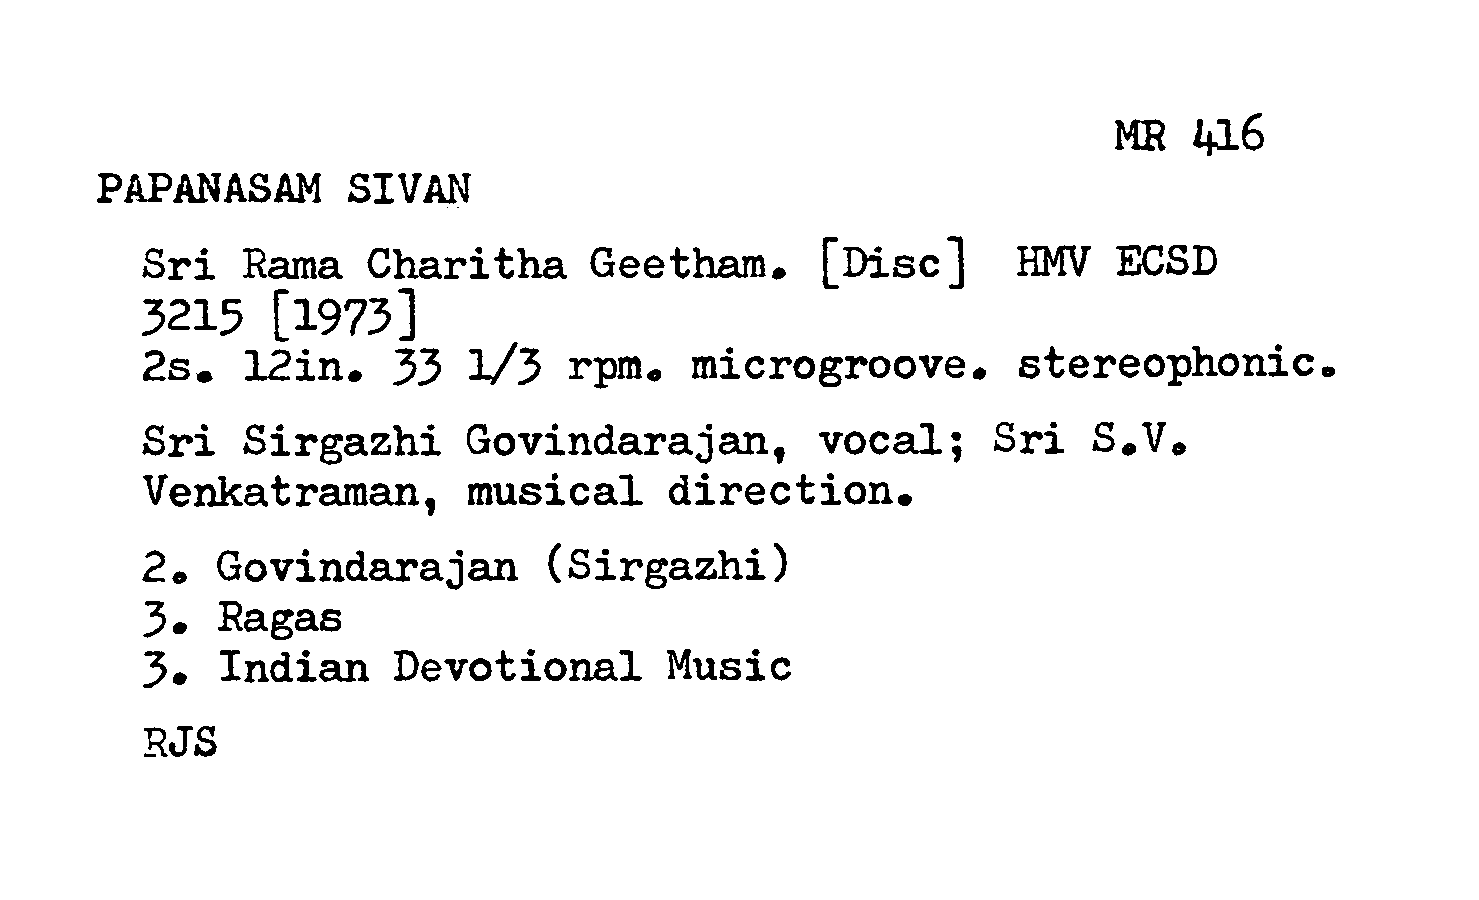 MR 416
PAPANASAM SIVAN
Sri Rama Charitha Geetham. [Disc] HMV ECSD
3215 [1973]
2s. 12in. 33 1/3 rpm. microgroove. stereophonic.
Sri Sirgazhi Govindarajan, vocal; Sri S.V.
Venkatraman, musical direction.
2. Govindarajan (Sirgazhi)
3. Ragas
3. Indian Devotional Music
RJS